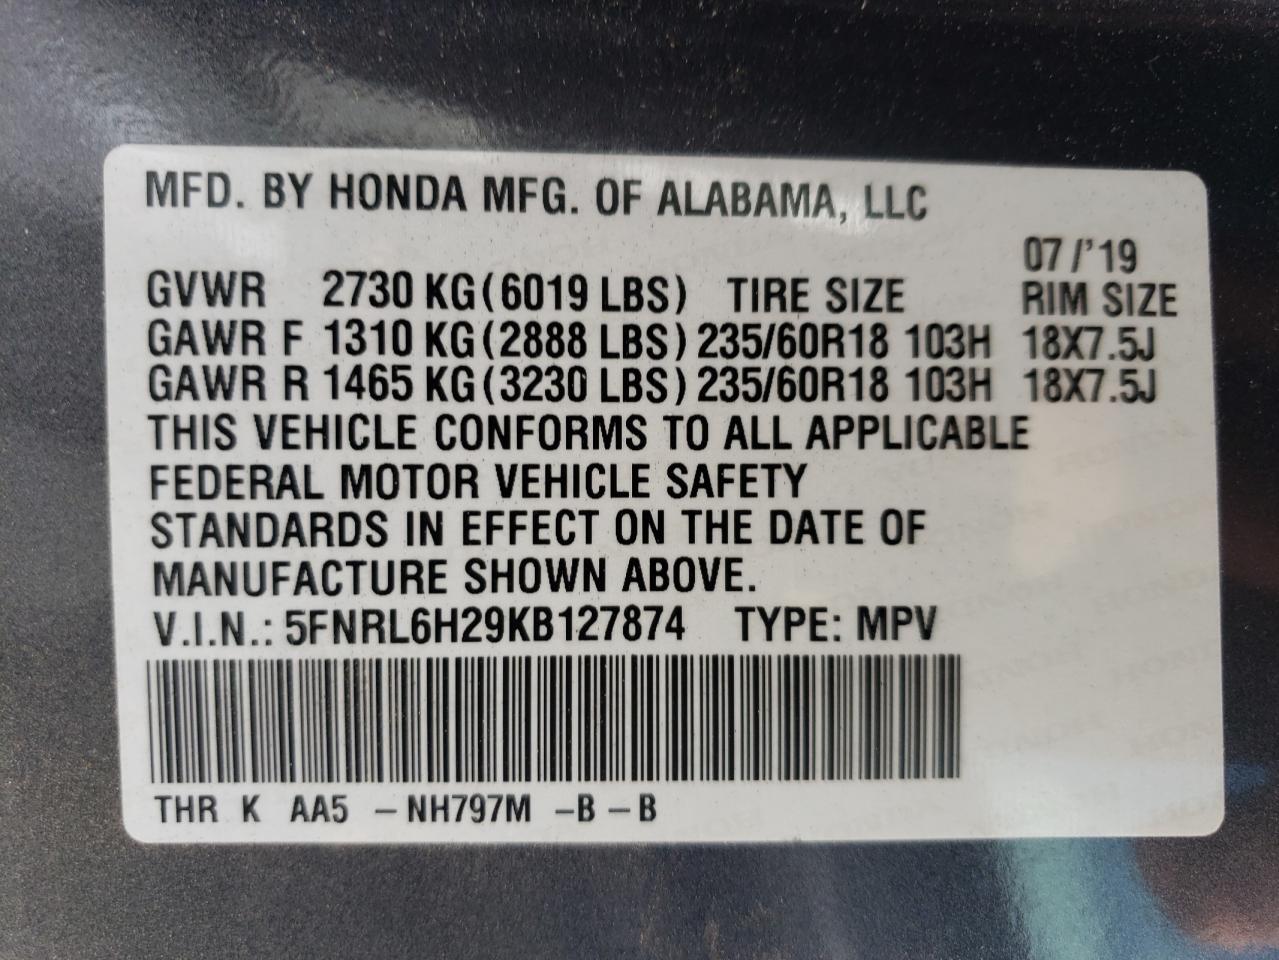 MFD. BY HONDA MFG. OF ALABAMA, LLC
07 /'19
GVWR 2730 KG (6019 LBS) TIRE SIZE RIM SIZE
GAWR F 1310 KG (2888 LBS) 235/60R18 103H 18X7.5J
GAWR R 1465 KG (3230 LBS) 235/60R18 103H 18X7.5J
THIS VEHICLE CONFORMS TO ALL APPLICABLE
FEDERAL MOTOR VEHICLE SAFETY
STANDARDS IN EFFECT ON THE DATE OF
MANUFACTURE SHOWN ABOVE.
V.I.N.: 5FNRL6H29KB127874 TYPE: MPV
THR K AA5 – NH797M –B – B